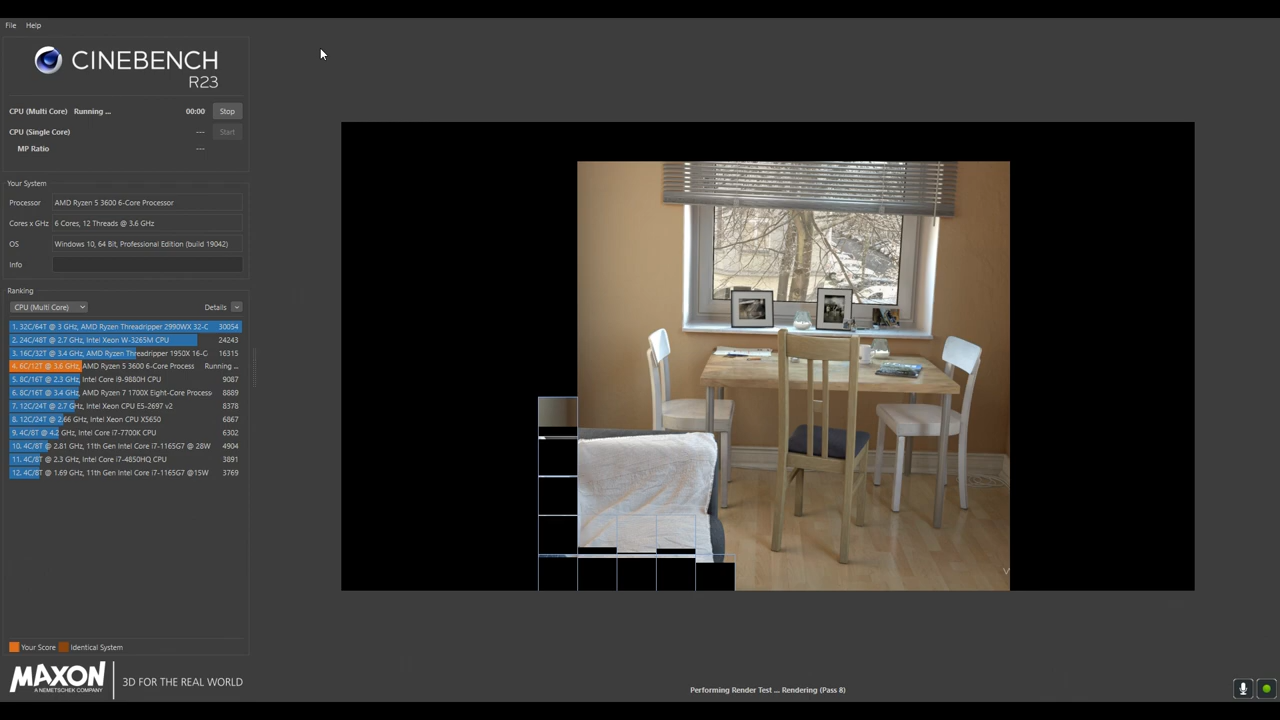 File Help
CINEBENCH
R23
CPU (Multi Core) Running ... 00:00 Stop
CPU (Single Core) --- Start
MP Ratio ---
Your System
Processor AMD Ryzen 5 3600 6-Core Processor
Cores x GHz 6 Cores, 12 Threads @ 3.6 GHz
OS Windows 10, 64 Bit, Professional Edition (build 19042)
Info
Ranking
CPU (Multi Core) Details
1. 32C/64T @ 3 GHz, AMD Ryzen Threadripper 2990WX 32-C 30054
2. 24C/48T @ 2.7 GHz, Intel Xeon W-3265M CPU 24243
3. 16C/32T @ 3.4 GHz, AMD Ryzen Threadripper 1950X 16-C 16315
4. 6C/12T @ 3.6 GHz, AMD Ryzen 5 3600 6-Core Process Running ...
5. 8C/16T @ 2.3 GHz, Intel Core i9-9880H CPU 9087
6. 8C/16T @ 3.4 GHz, AMD Ryzen 7 1700X Eight-Core Process 8889
7. 12C/24T @ 2.7 GHz, Intel Xeon CPU E5-2697 v2 8378
8. 12C/24T @ 2.66 GHz, Intel Xeon CPU X5650 6867
9. 4C/8T @ 4.2 GHz, Intel Core i7-7700K CPU 6302
10. 4C/8T @ 2.81 GHz, 11th Gen Intel Core i7-1165G7 @ 28W 4904
11. 4C/8T @ 2.3 GHz, Intel Core i7-4850HQ CPU 3891
12. 4C/8T @ 1.69 GHz, 11th Gen Intel Core i7-1165G7 @15W 3769
Your Score Identical System
MAXON
A NEMETSCHEK COMPANY
3D FOR THE REAL WORLD
Performing Render Test ... Rendering (Pass 8)